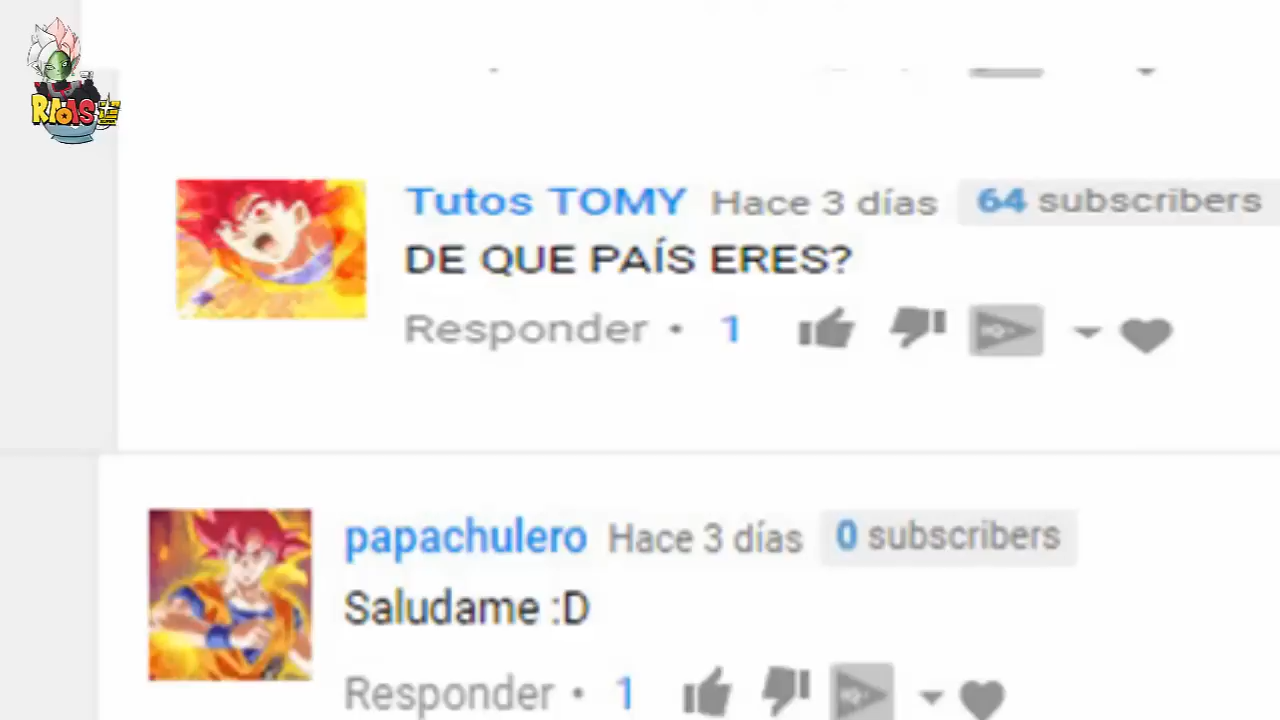 RIOIS
Tutos TOMY Hace 3 días 64 subscribers
DE QUE PAÍS ERES?
Responder • 1
papachulero Hace 3 días 0 subscribers
Saludame :D
Responder • 1